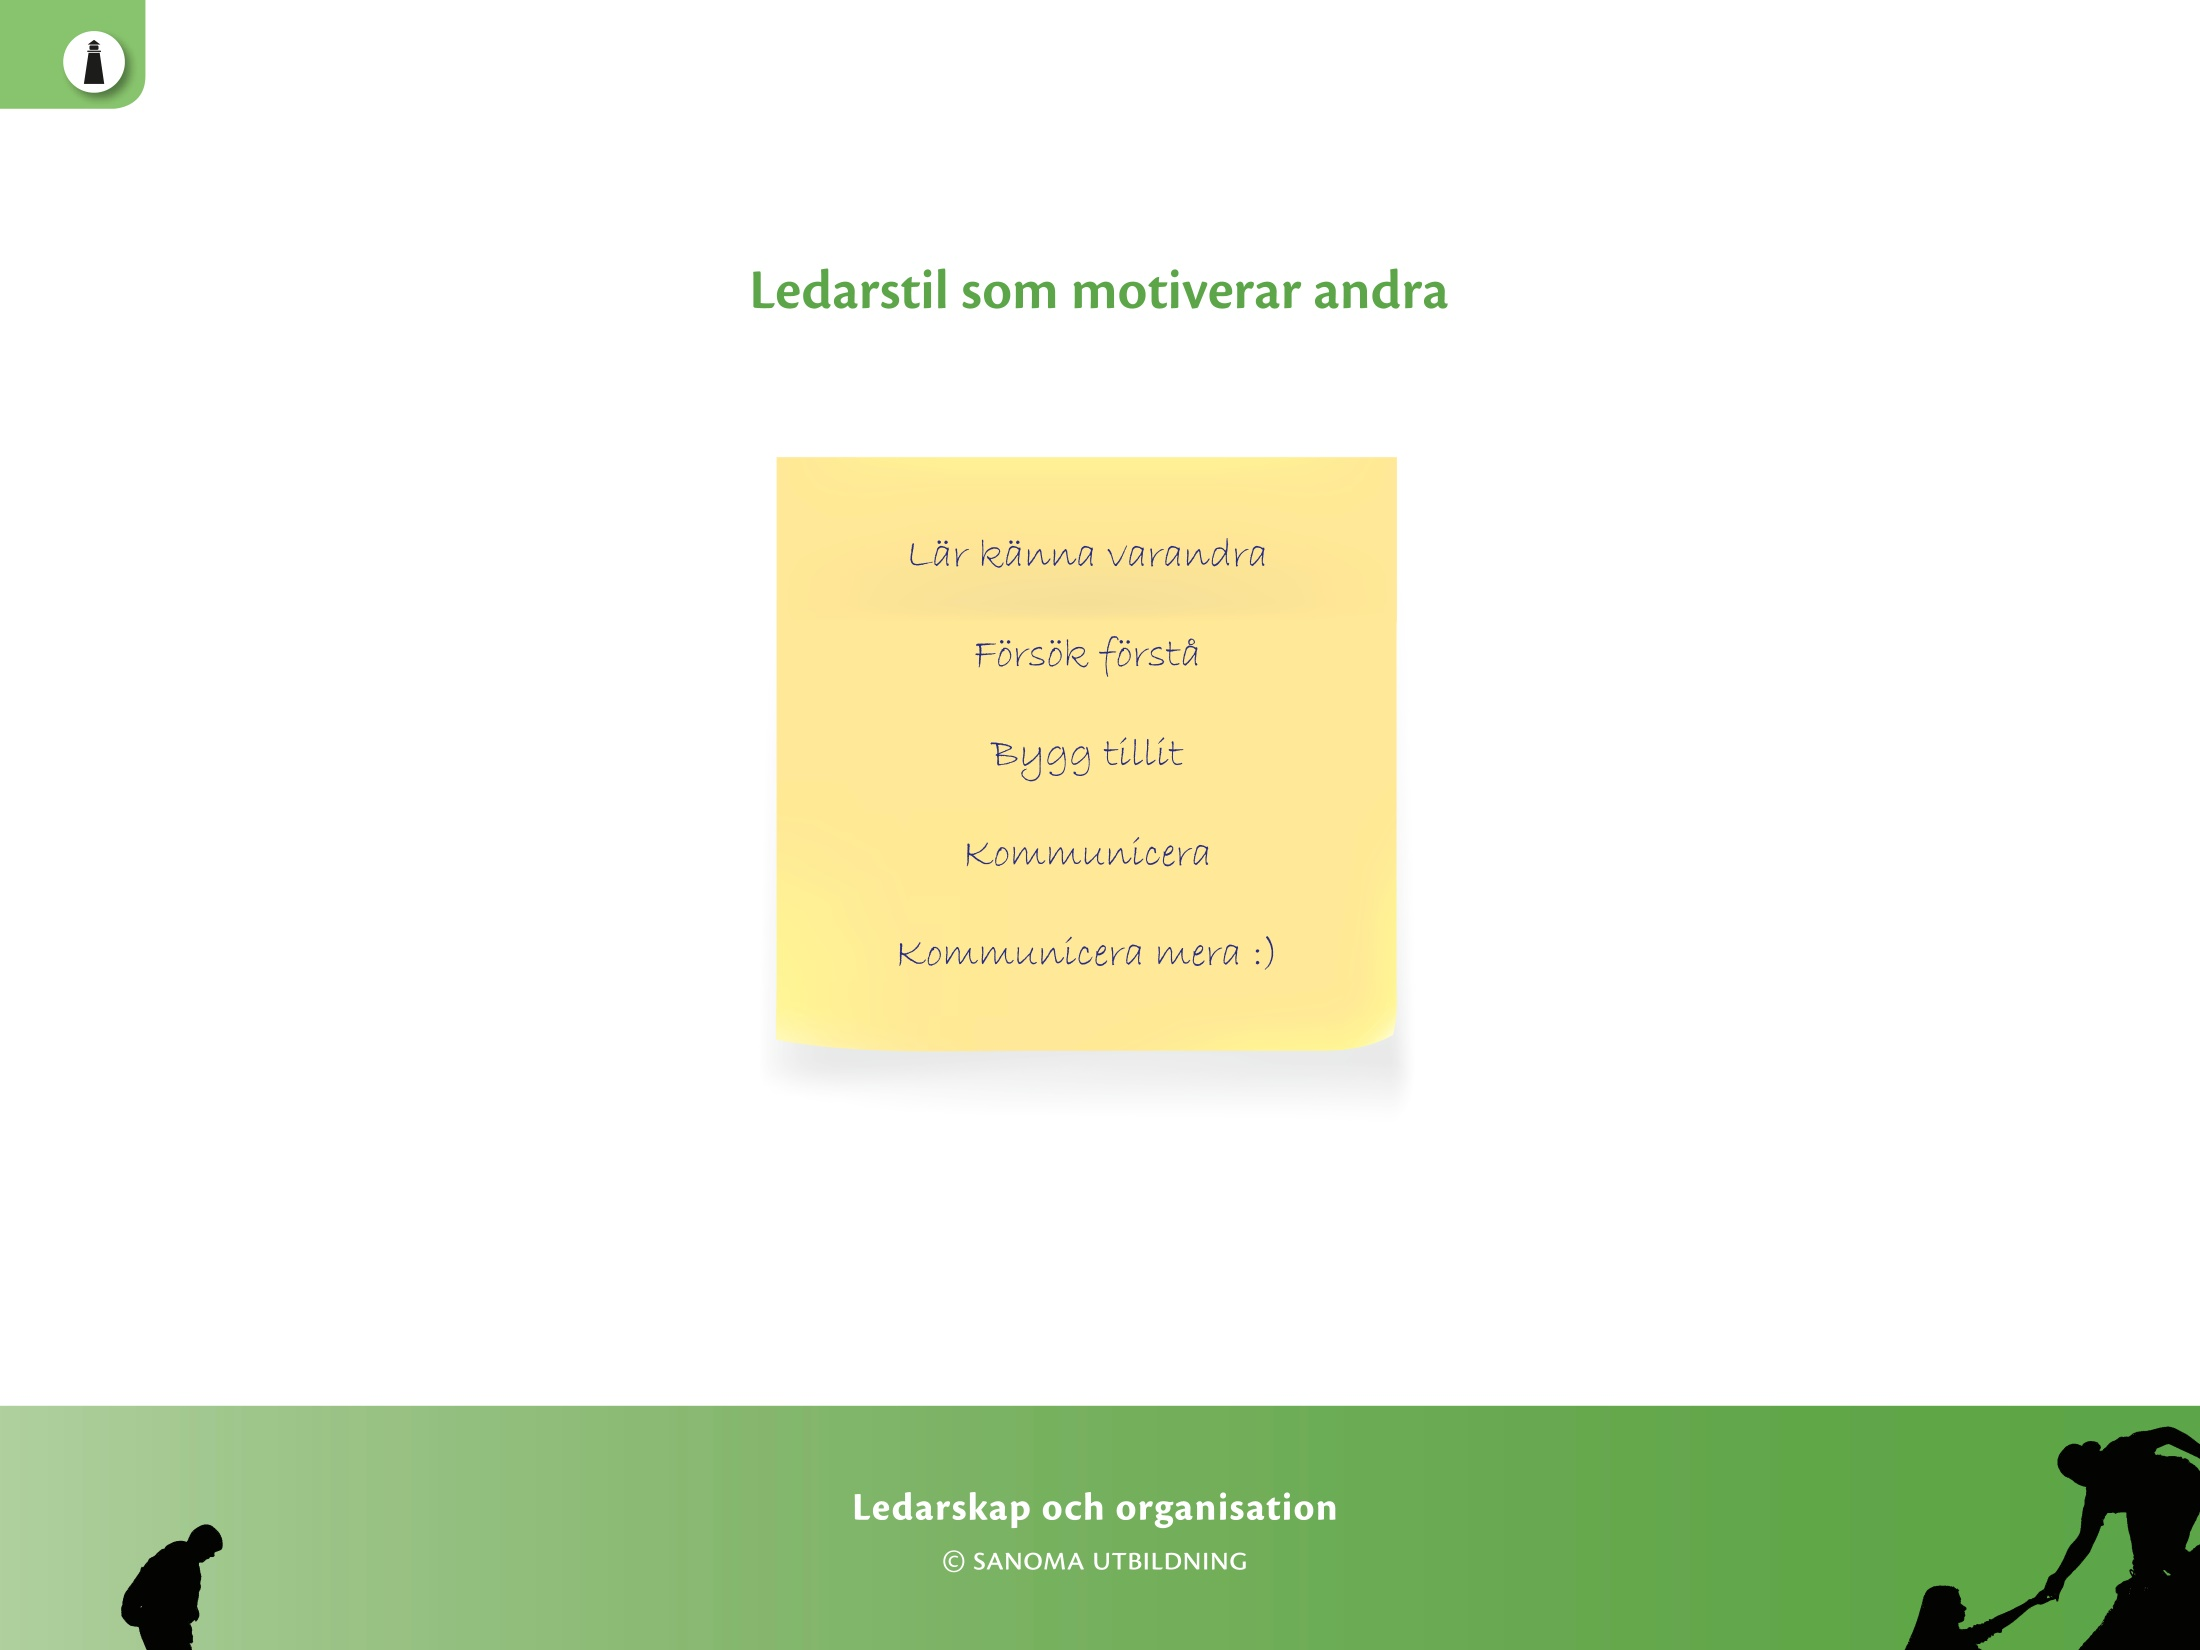 Ledarstil som motiverar andra
Lär känna varandra
Försök förstå
Bygg tillit
Kommunicera
Kommunicera mera :)
Ledarskap och organisation
© SANOMA UTBILDNING